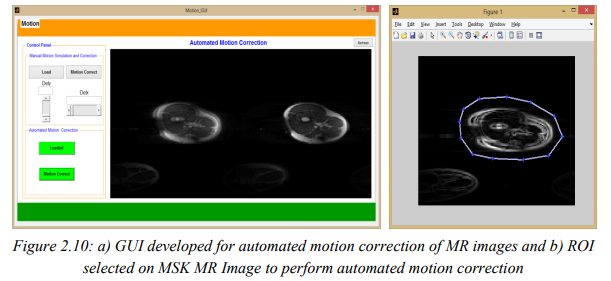 Motion_GUI
Motion
Automated Motion Correction
Refresh
Control Panel
Manual Motion Simulation and Correction
Load
Motion Correct
Defy
Defx
Automated Motion Correction
Loaded
Motion Correct
Figure 1
File Edit View Insert Tools Desktop Window Help
Figure 2.10: a) GUI developed for automated motion correction of MR images and b) ROI
selected on MSK MR Image to perform automated motion correction